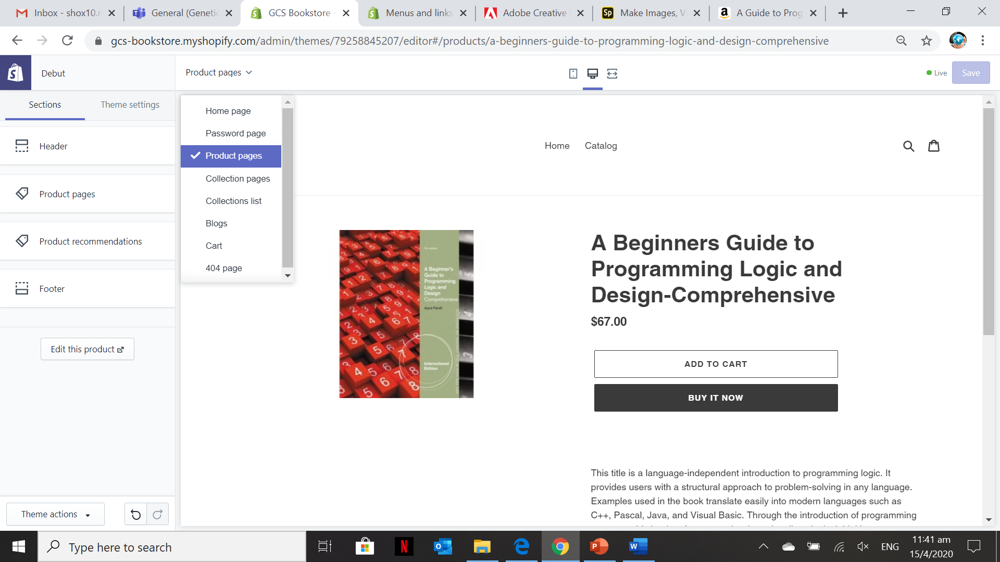 Inbox - shox10.n
General (Genetic
GCS Bookstore
Menus and links
Adobe Creative
Make Images, V
A Guide to Prog
gcs-bookstore.myshopify.com/admin/themes/79258845207/editor#/products/a-beginners-guide-to-programming-logic-and-design-comprehensive
Debut
Product pages
Live
Save
Sections
Theme settings
Header
Product pages
Product recommendations
Footer
Edit this product
Theme actions
Home page
Password page
Product pages
Collection pages
Collections list
Blogs
Cart
404 page
Home
Catalog
7th edition
A Beginner's
Guide to
Programming
Logic and
Design
Comprehensive
Joyce Farrell
International
Edition
A Beginners Guide to
Programming Logic and
Design-Comprehensive
$67.00
ADD TO CART
BUY IT NOW
This title is a language-independent introduction to programming logic. It
provides users with a structural approach to problem-solving in any language.
Examples used in the book translate easily into modern languages such as
C++, Pascal, Java, and Visual Basic. Through the introduction of programming
Type here to search
ENG
11:41 am
15/4/2020